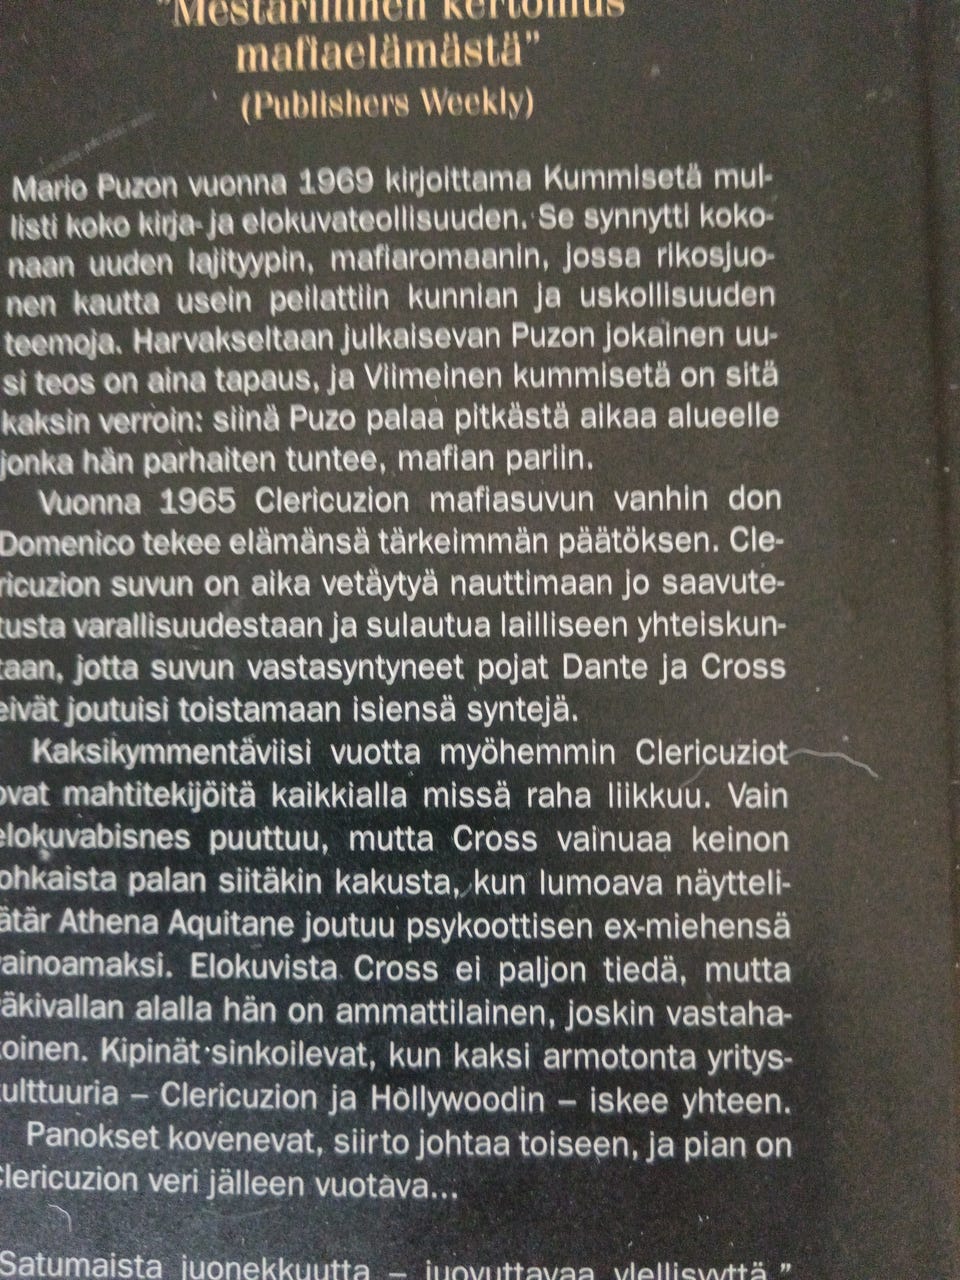 "Mestarillinen kertomus
mafiaelämästä"
(Publishers Weekly)
Mario Puzon vuonna 1969 kirjoittama Kummisetä mul-
listi koko kirja- ja elokuvateollisuuden. Se synnytti koko-
naan uuden lajityypin, mafiaromaanin, jossa rikosjuo-
nen kautta usein peilattiin kunnian ja uskollisuuden
teemoja. Harvakseltaan julkaisevan Puzon jokainen uu-
si teos on aina tapaus, ja Viimeinen kummisetä on sitä
kaksin verroin: siinä Puzo palaa pitkästä aikaa alueelle
jonka hän parhaiten tuntee, mafian pariin.
Vuonna 1965 Clericuzion mafiasuvun vanhin don
Domenico tekee elämänsä tärkeimmän päätöksen. Cle-
ricuzion suvun on aika vetäytyä nauttimaan jo saavute-
tusta varallisuudestaan ja sulautua lailliseen yhteiskun-
taan, jotta suvun vastasyntyneet pojat Dante ja Cross
eivät joutuisi toistamaan isiensä syntejä.
Kaksikymmentäviisi vuotta myöhemmin Clericuziot
ovat mahtitekijöitä kaikkialla missä raha liikkuu. Vain
elokuvabisnes puuttuu, mutta Cross vainuaa keinon
lohkaista palan siitäkin kakusta, kun lumoava näytteli-
jätär Athena Aquitane joutuu psykoottisen ex-miehensä
vainoamaksi. Elokuvista Cross ei paljon tiedä, mutta
väkivallan alalla hän on ammattilainen, joskin vastaha-
koinen. Kipinät sinkoilevat, kun kaksi armotonta yritys-
kulttuuria – Clericuzion ja Hollywoodin – iskee yhteen.
Panokset kovenevat, siirto johtaa toiseen, ja pian on
Clericuzion veri jälleen vuotava...
"Satumaista juonekkuutta – juovuttavaa ylellisyyttä."